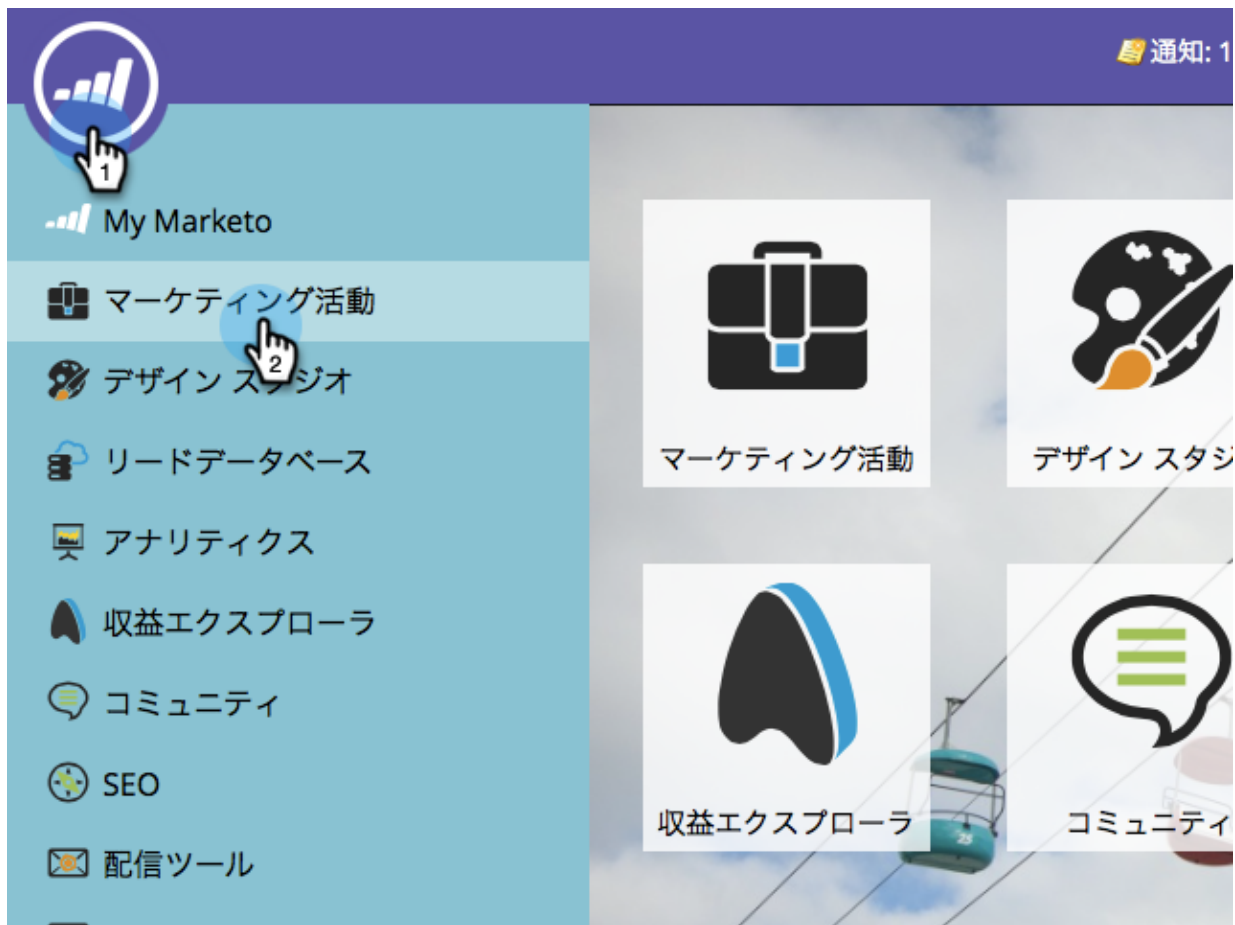 通知: 1
1
My Marketo
マーケティング活動
2
デザイン スタジオ
リードデータベース
アナリティクス
収益エクスプローラ
コミュニティ
SEO
配信ツール
マーケティング活動
デザイン スタジ
収益エクスプローラ
コミュニティ